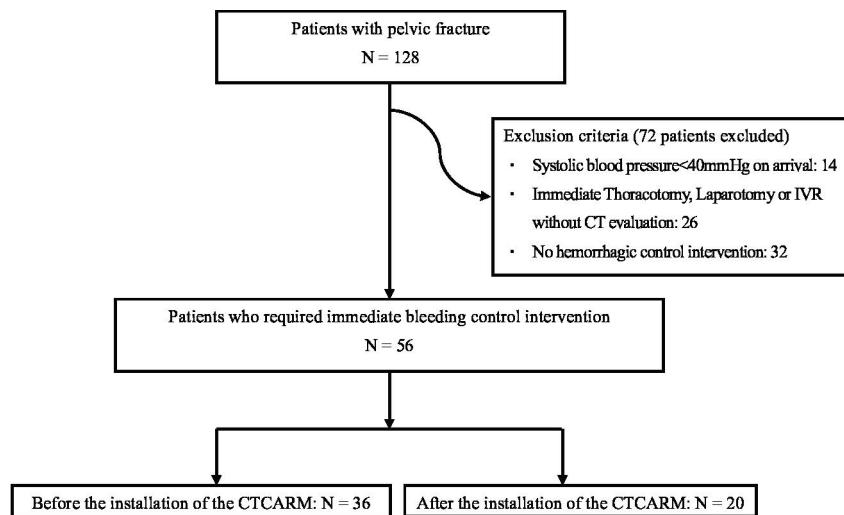 Patients with pelvic fracture
N = 128
Exclusion criteria (72 patients excluded)
・ Systolic blood pressure<40mmHg on arrival: 14
・ Immediate Thoracotomy, Laparotomy or IVR
without CT evaluation: 26
・ No hemorrhagic control intervention: 32
Patients who required immediate bleeding control intervention
N = 56
Before the installation of the CTCARM: N = 36
After the installation of the CTCARM: N = 20